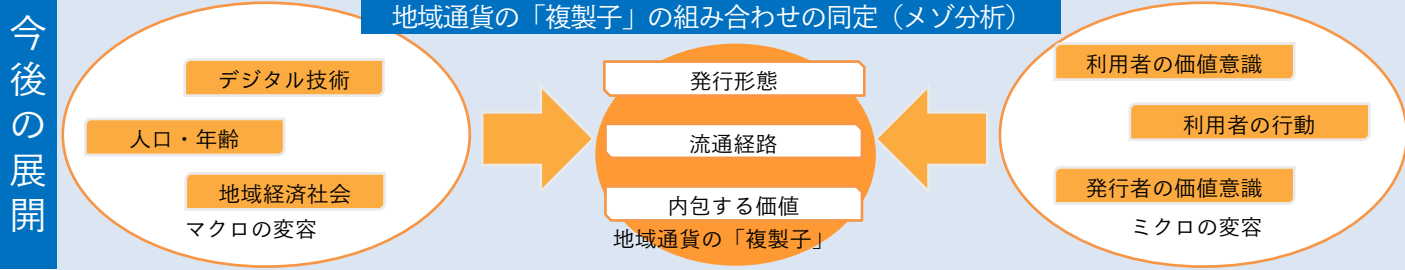 今後の展開
地域通貨の「複製子」の組み合わせの同定（メゾ分析）
デジタル技術
人口・年齢
地域経済社会
マクロの変容
発行形態
流通経路
内包する価値
地域通貨の「複製子」
利用者の価値意識
利用者の行動
発行者の価値意識
ミクロの変容